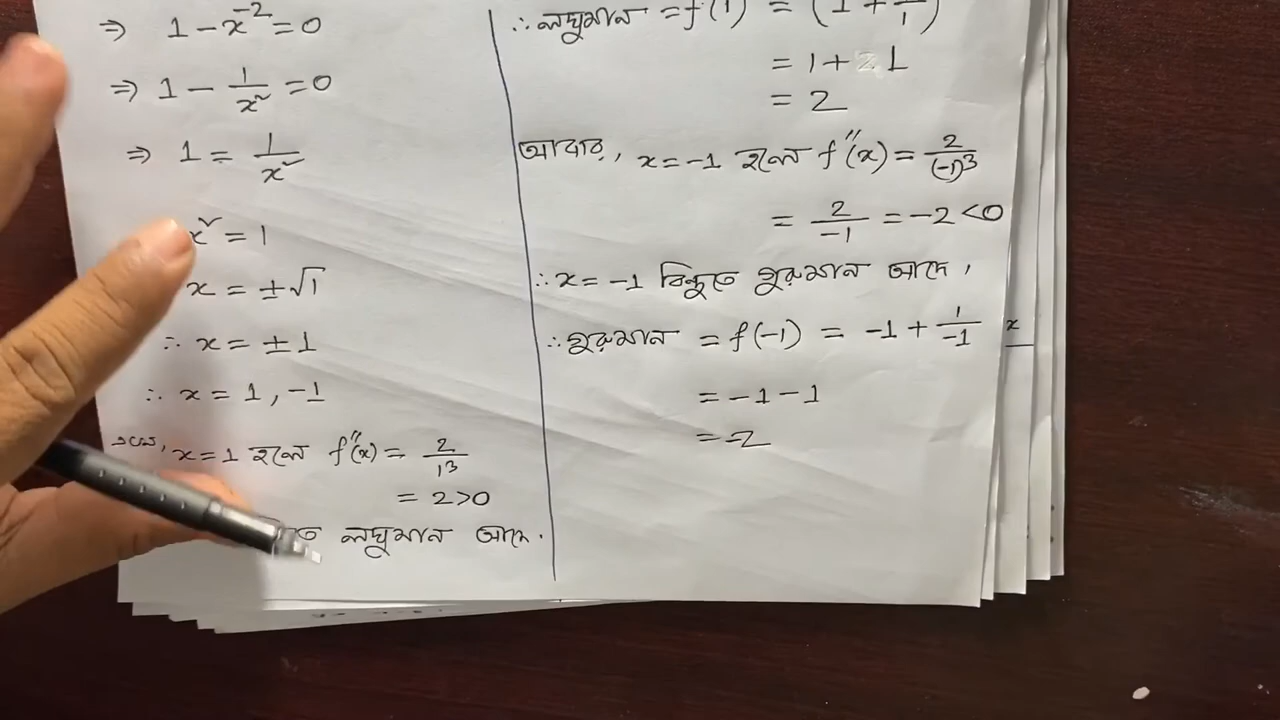 ⇒ 1 - x⁻² = 0
⇒ 1 - 1/x² = 0
⇒ 1 = 1/x²
x² = 1
x = ±√1
∴ x = ±1
∴ x = 1, -1
x = 1 হলে f''(x) = 2/1³
= 2 > 0
তে লঘুমান আছে.
∴ লঘুমান = f(1) = (1 + 1/1)
= 1 + 1
= 2
আবার, x = -1 হলে f''(x) = 2/(-1)³
= 2/-1 = -2 < 0
∴ x = -1 বিন্দুতে গুরুমান আছে,
∴ গুরুমান = f(-1) = -1 + 1/-1
= -1 - 1
= -2
x